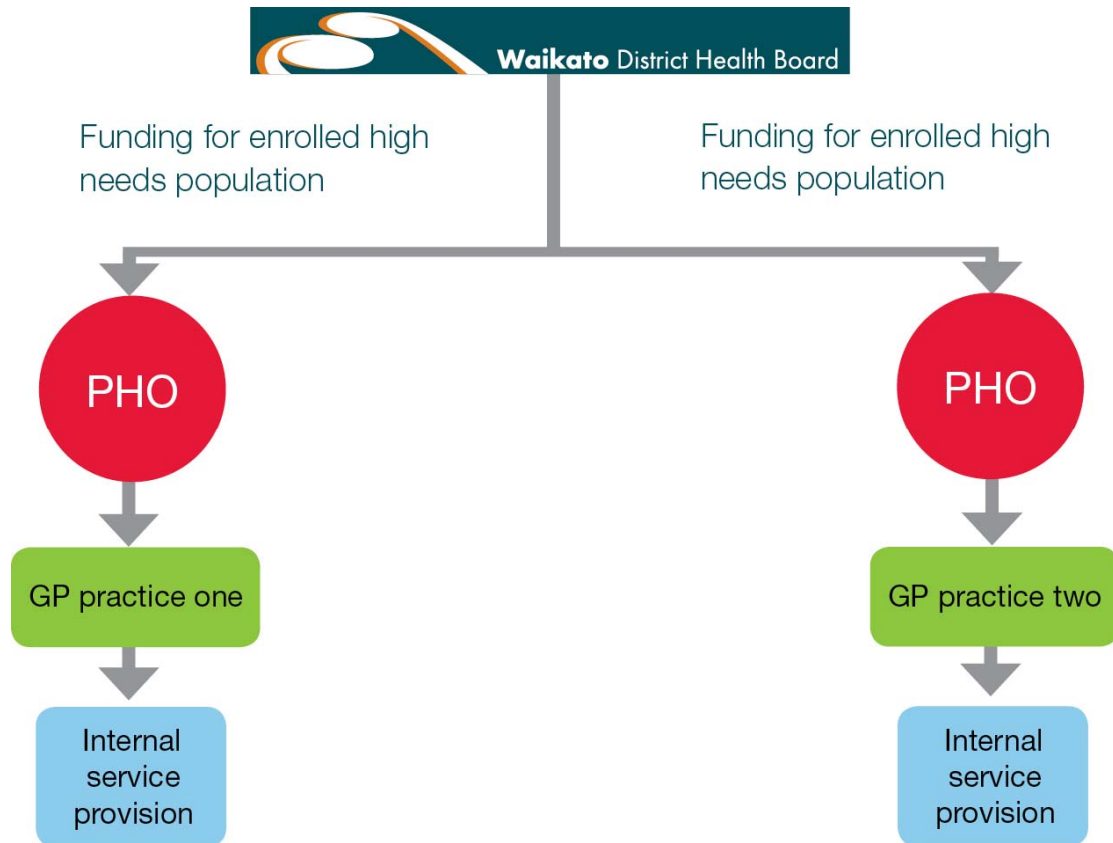 Waikato District Health Board
Funding for enrolled high
needs population
Funding for enrolled high
needs population
PHO
PHO
GP practice one
GP practice two
Internal
service
provision
Internal
service
provision